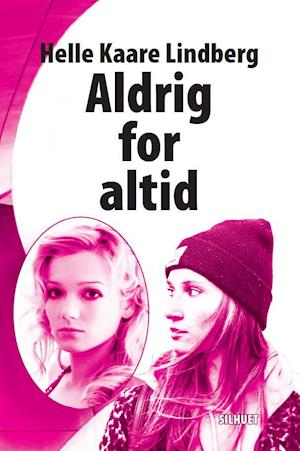 Helle Kaare Lindberg
Aldrig
for
altid
SILHUET